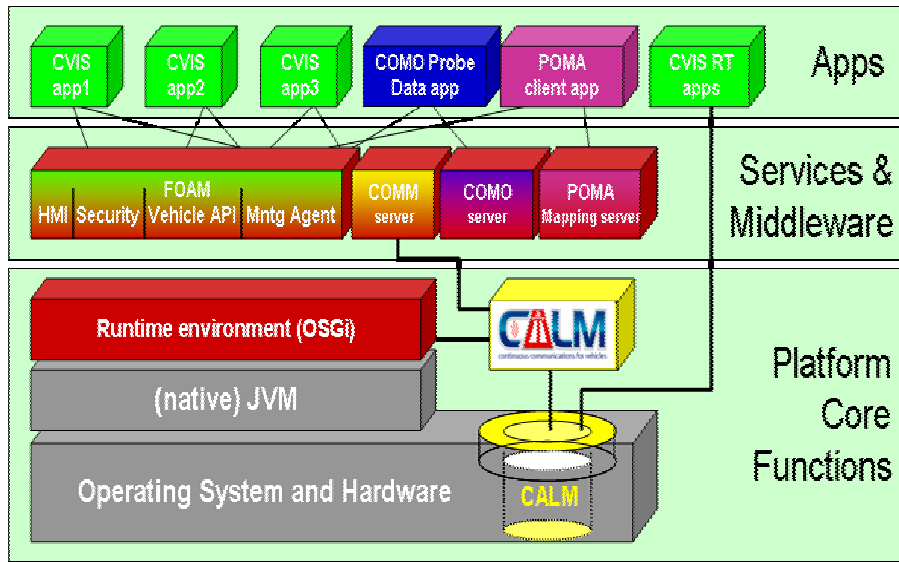 CVIS
app1
CVIS
app2
CVIS
app3
COMO Probe
Data app
POMA
client app
CVIS RT
apps
Apps
FOAM
HMI Security Vehicle API Mntg Agent
COMM
server
COMO
server
POMA
Mapping server
Services &
Middleware
Runtime environment (OSGi)
CALM
continuous communications for vehicles
(native) JVM
Operating System and Hardware
CALM
Platform
Core
Functions